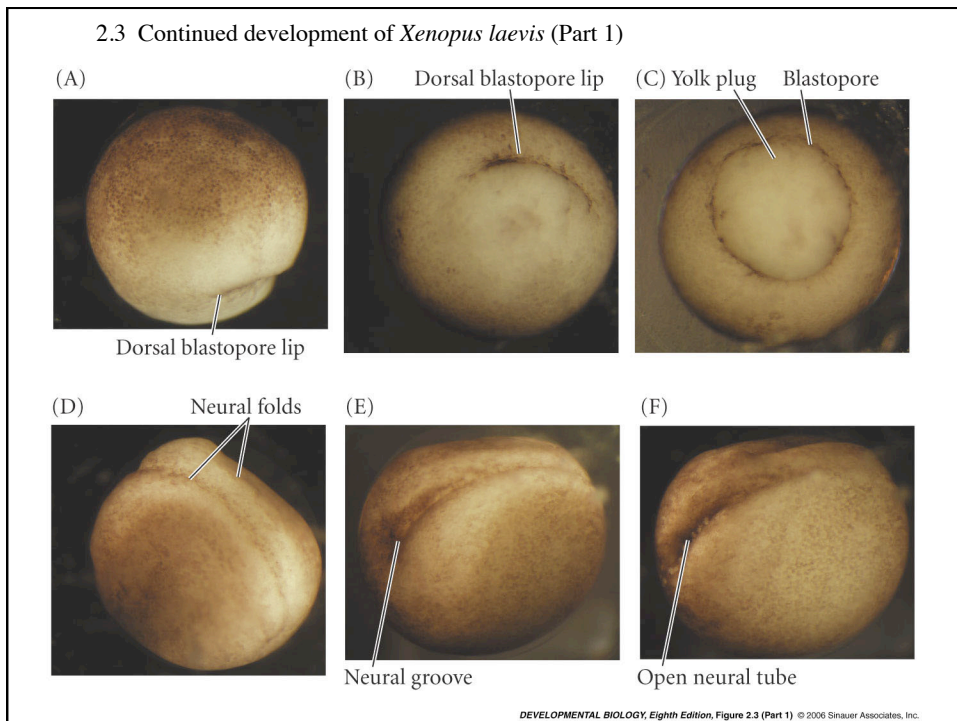 2.3 Continued development of Xenopus laevis (Part 1)
(A)
(B) Dorsal blastopore lip
(C) Yolk plug Blastopore
Dorsal blastopore lip
(D) Neural folds
(E)
(F)
Neural groove
Open neural tube
DEVELOPMENTAL BIOLOGY, Eighth Edition, Figure 2.3 (Part 1) © 2006 Sinauer Associates, Inc.